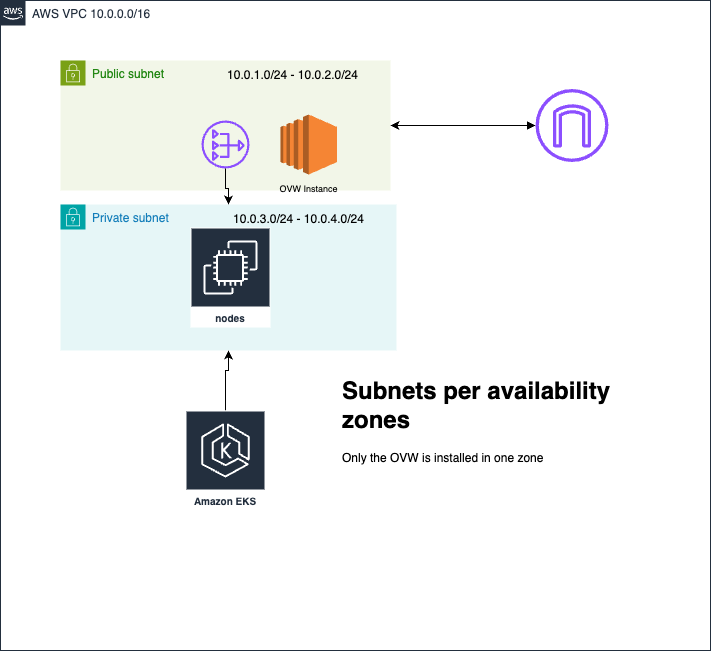 aws
AWS VPC 10.0.0.0/16
Public subnet
10.0.1.0/24 - 10.0.2.0/24
OVW Instance
Private subnet
10.0.3.0/24 - 10.0.4.0/24
nodes
Subnets per availability
zones
Only the OVW is installed in one zone
K
Amazon EKS